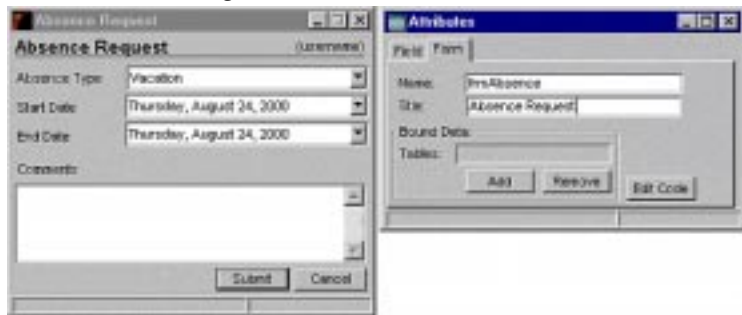 Absence Request
Absence Request (username)
Absence Type Vacation
Start Date Thursday, August 24, 2000
End Date Thursday, August 24, 2000
Comments
Submit Cancel
Attributes
Field Form
Name: frmAbsence
Title: Absence Request
Bound Data
Tables:
Add Remove
Edit Code